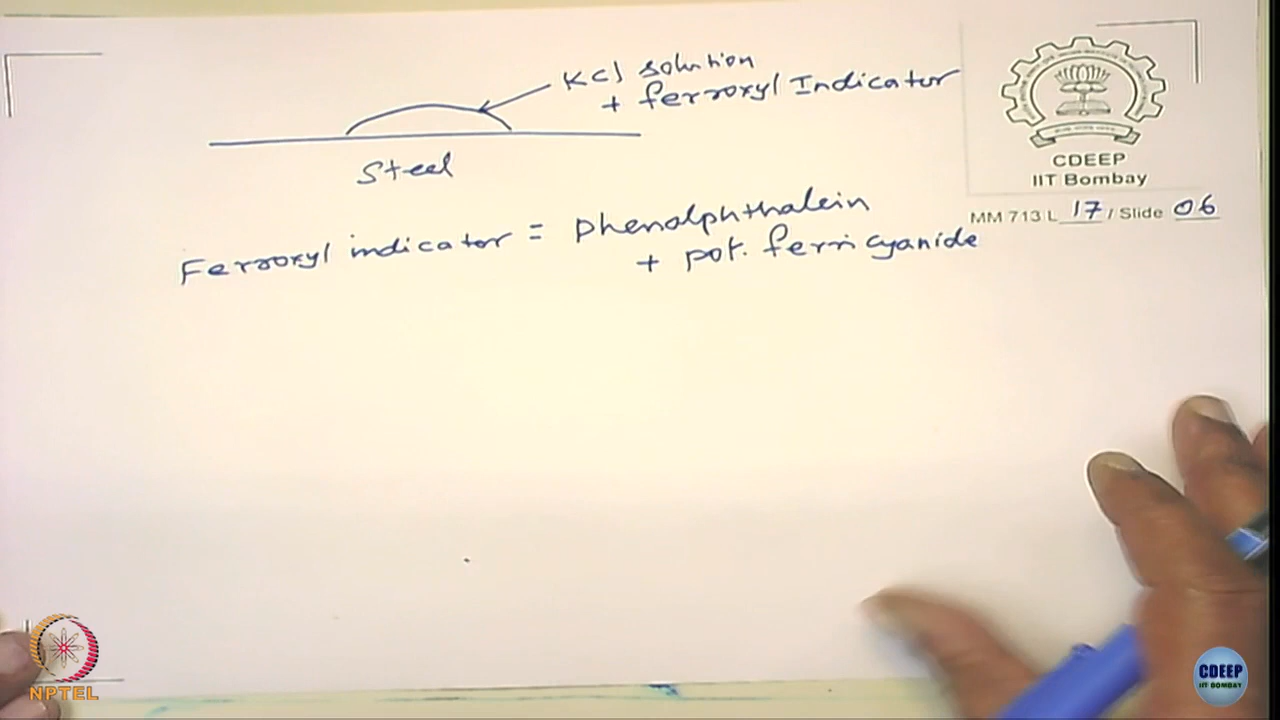 KCl solution
+ ferroxyl Indicator
Steel
CDEEP
IIT Bombay
MM 713 L 17 / Slide 06
Ferroxyl indicator = phenolphthalein
+ pot. ferricyanide
NPTEL
CDEEP
IIT BOMBAY